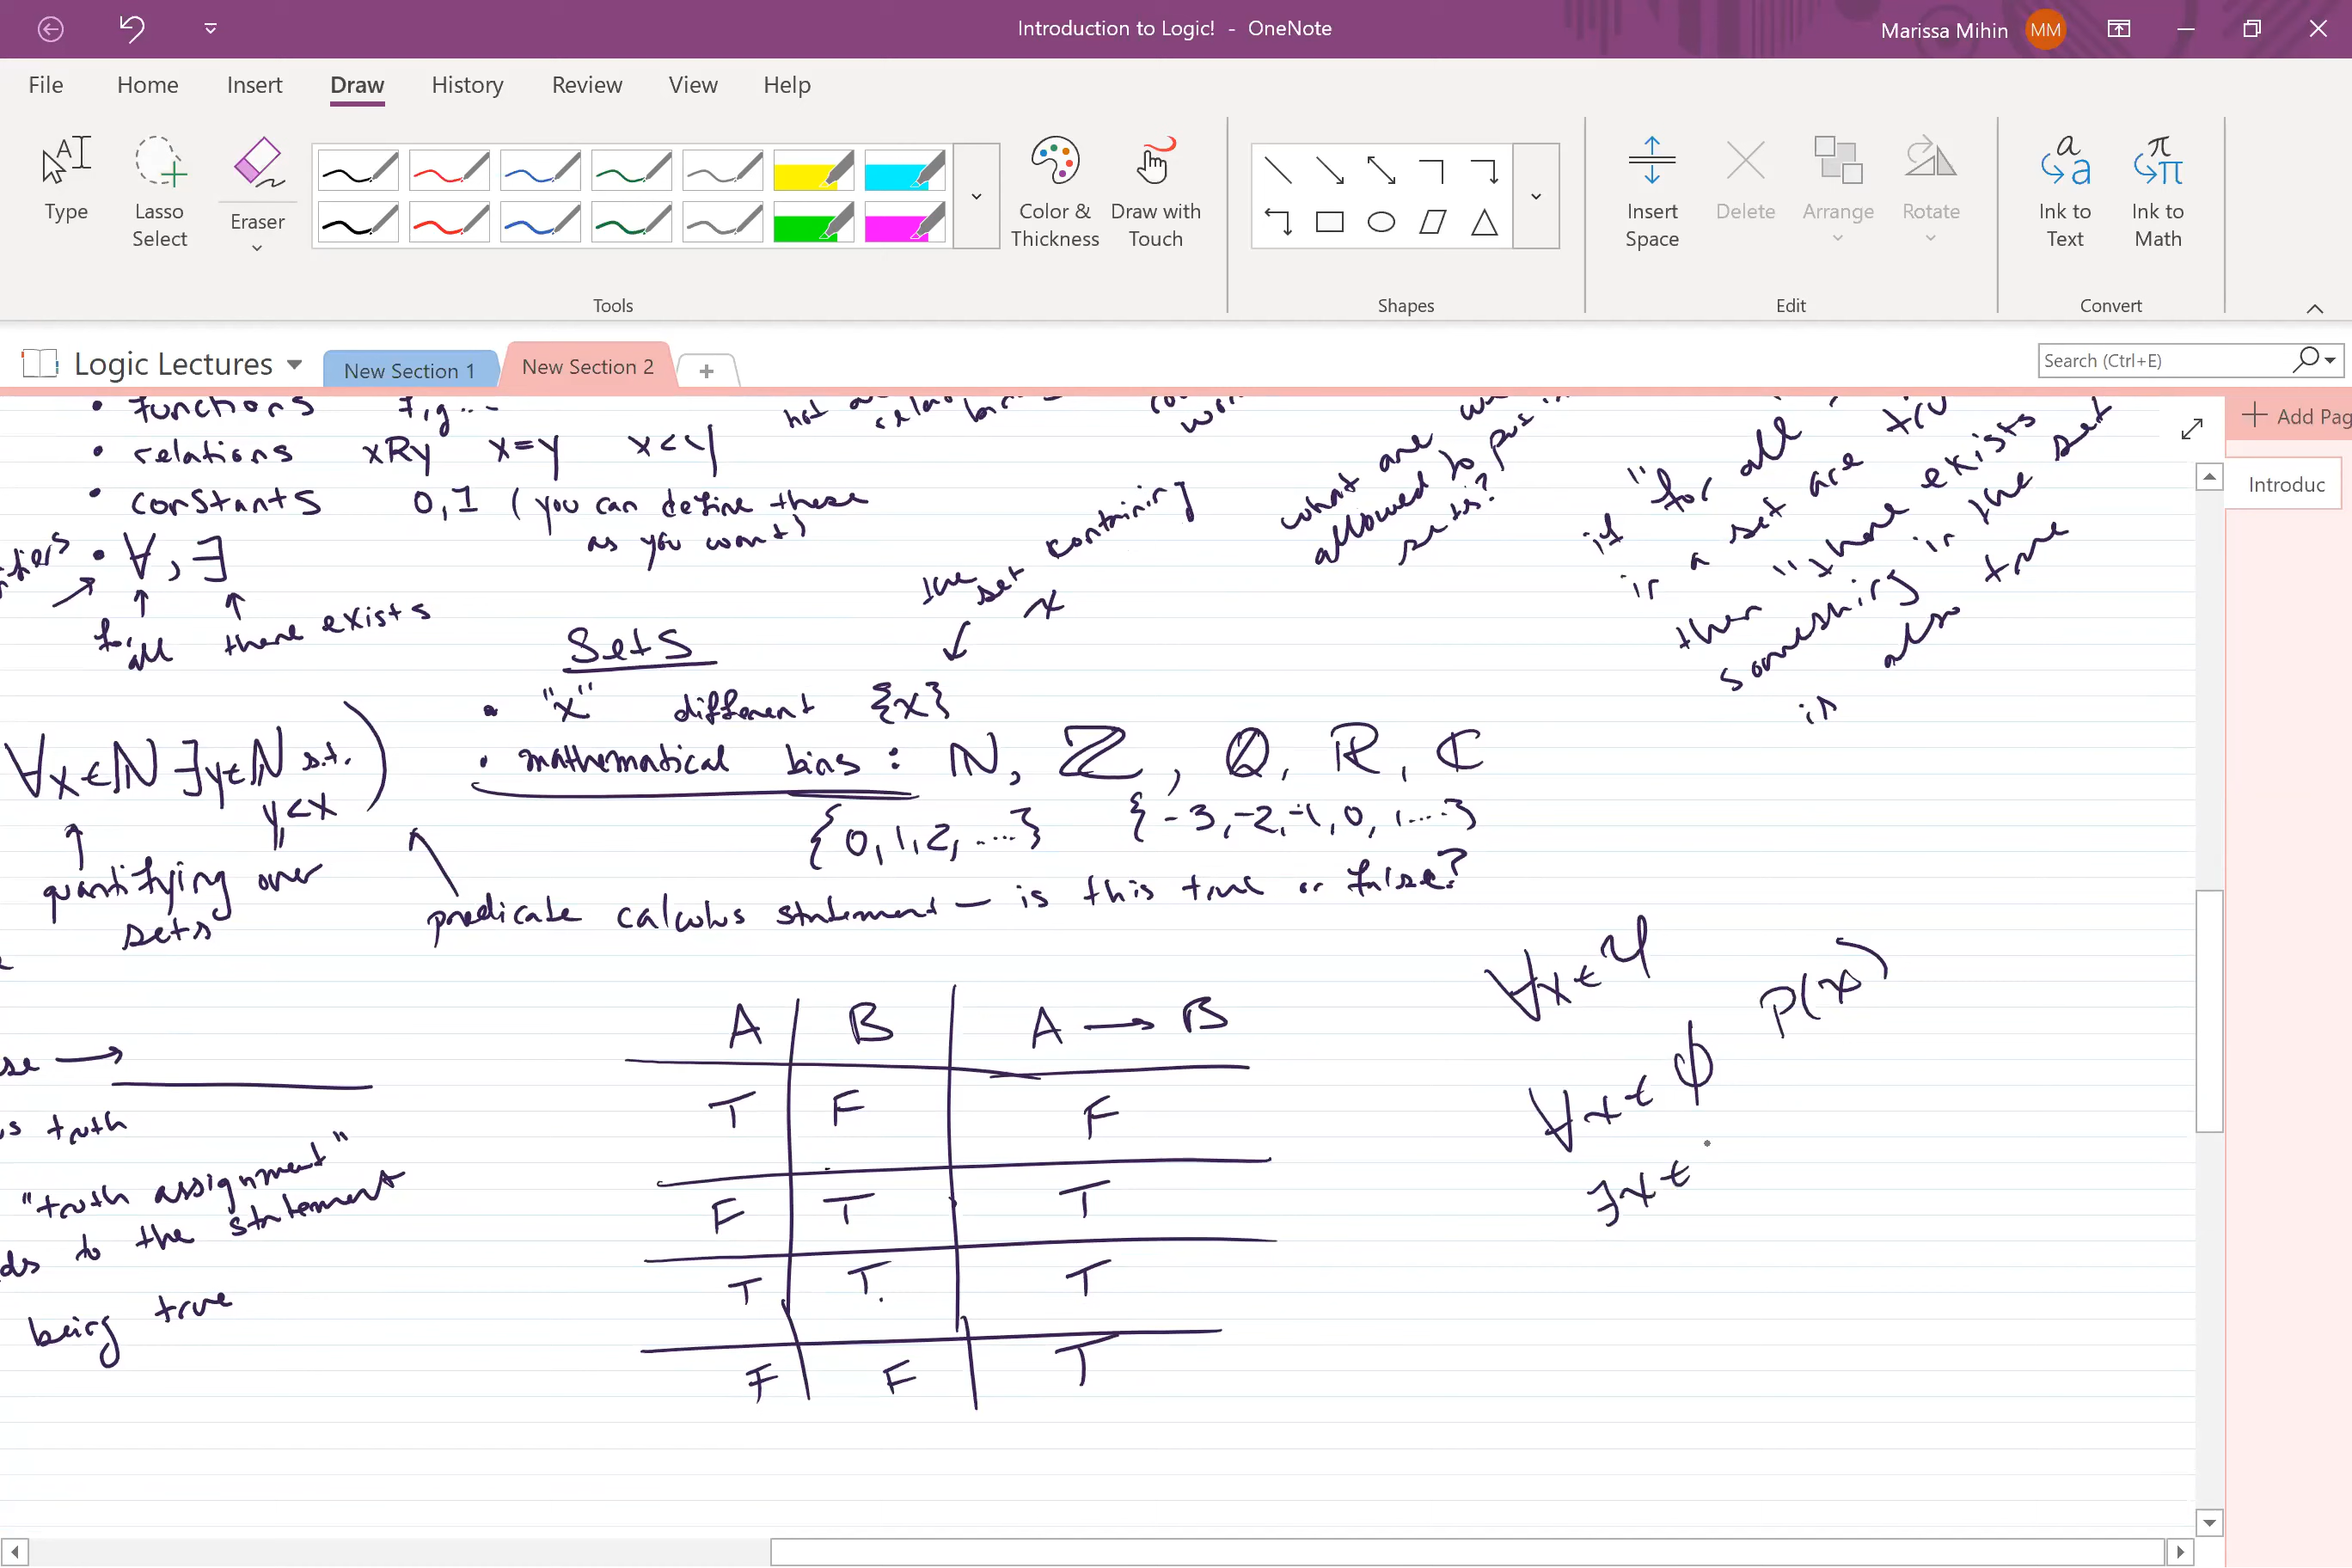 Introduction to Logic! - OneNote
Marissa Mihin MM
File Home Insert Draw History Review View Help
Type
Lasso Select
Eraser
Color & Thickness
Draw with Touch
Insert Space
Delete
Arrange
Rotate
Ink to Text
Ink to Math
Tools
Shapes
Edit
Convert
Logic Lectures
New Section 1
New Section 2
Search (Ctrl+E)
Add Pag
Introduc
• functions f, g...
• relations xRy x=y x<y
• constants 0,1 (you can define these
as you want)
• ∀, ∃
for all
there exists
the set containing x
what are we
allowed to put in
sets?
if "for all
in a set are
then "there exists
something in the set
is also true
Sets
• "x" different {x}
• mathematical bias: ℕ, ℤ, ℚ, ℝ, ℂ
{0,1,2,...} {-3,-2,-1,0,1....}
∀x∈ℕ ∃y∈ℕ s.t.
y<x)
quantifying over
sets
predicate calculus statement — is this true or false?
"truth assignment"
to the statement
being true
A B A → B
T F F
F T T
T T T
F F T
∀x∈ P(x)
∀x∈ ϕ
∃x∈